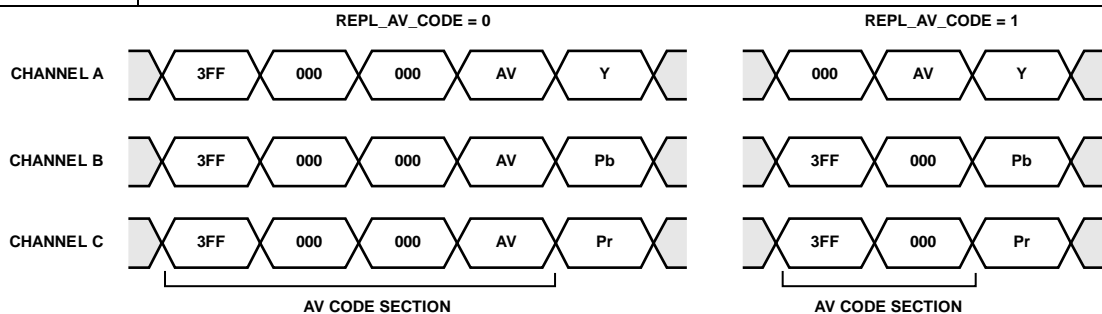 REPL_AV_CODE = 0 REPL_AV_CODE = 1
CHANNEL A 3FF 000 000 AV Y 000 AV Y
CHANNEL B 3FF 000 000 AV Pb 3FF 000 Pb
CHANNEL C 3FF 000 000 AV Pr 3FF 000 Pr
AV CODE SECTION AV CODE SECTION